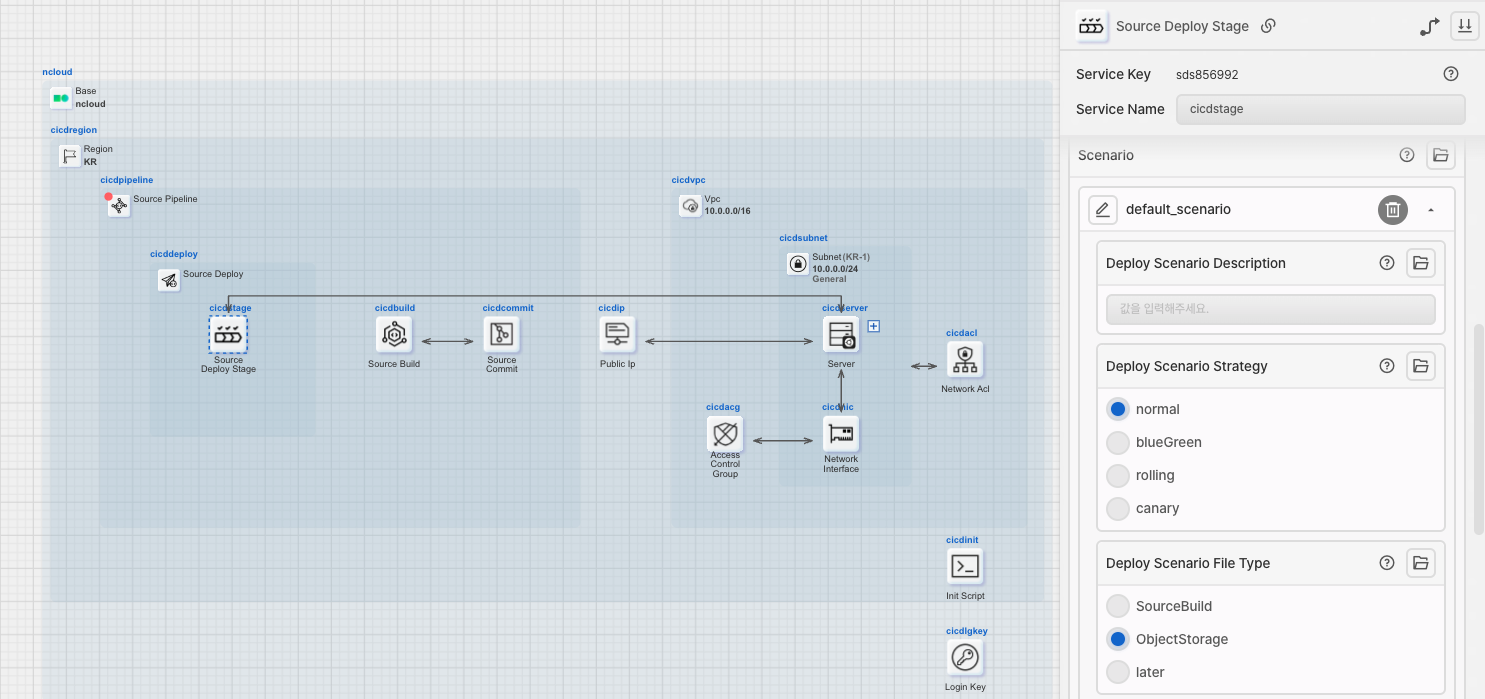 ncloud
Base
ncloud
cicdregion
Region
KR
cicdpipeline
Source Pipeline
cicddeploy
Source Deploy
cicdstage
Source
Deploy Stage
cicdbuild
Source Build
cicdcommit
Source
Commit
cicdip
Public Ip
cicdvpc
Vpc
10.0.0.0/16
cicdsubnet
Subnet(KR-1)
10.0.0.0/24
General
cicdserver
Server
cicdacl
Network Acl
cicdacg
Access
Control
Group
cicdnic
Network
Interface
cicdinit
Init Script
cicdlgkey
Login Key
Source Deploy Stage
Service Key sds856992
Service Name cicdstage
Scenario
default_scenario
Deploy Scenario Description
값을 입력해주세요.
Deploy Scenario Strategy
normal
blueGreen
rolling
canary
Deploy Scenario File Type
SourceBuild
ObjectStorage
later